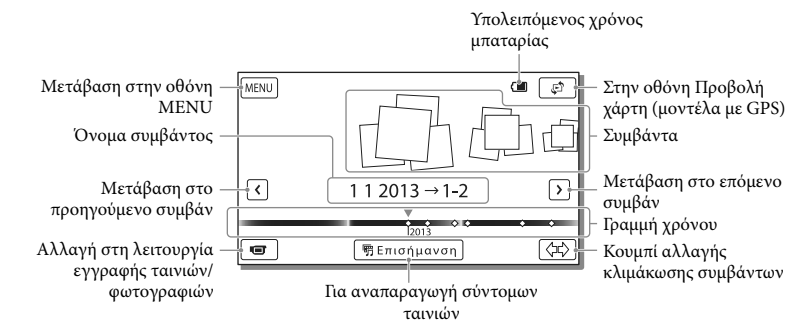 Υπολειπόμενος χρόνος
μπαταρίας
Μετάβαση στην οθόνη
MENU
MENU
Στην οθόνη Προβολή
χάρτη (μοντέλα με GPS)
Όνομα συμβάντος
Συμβάντα
Μετάβαση στο
προηγούμενο συμβάν
1 1 2013 →1-2
Μετάβαση στο επόμενο
συμβάν
Γραμμή χρόνου
2013
Αλλαγή στη λειτουργία
εγγραφής ταινιών/
φωτογραφιών
Επισήμανση
Κουμπί αλλαγής
κλιμάκωσης συμβάντων
Για αναπαραγωγή σύντομων
ταινιών